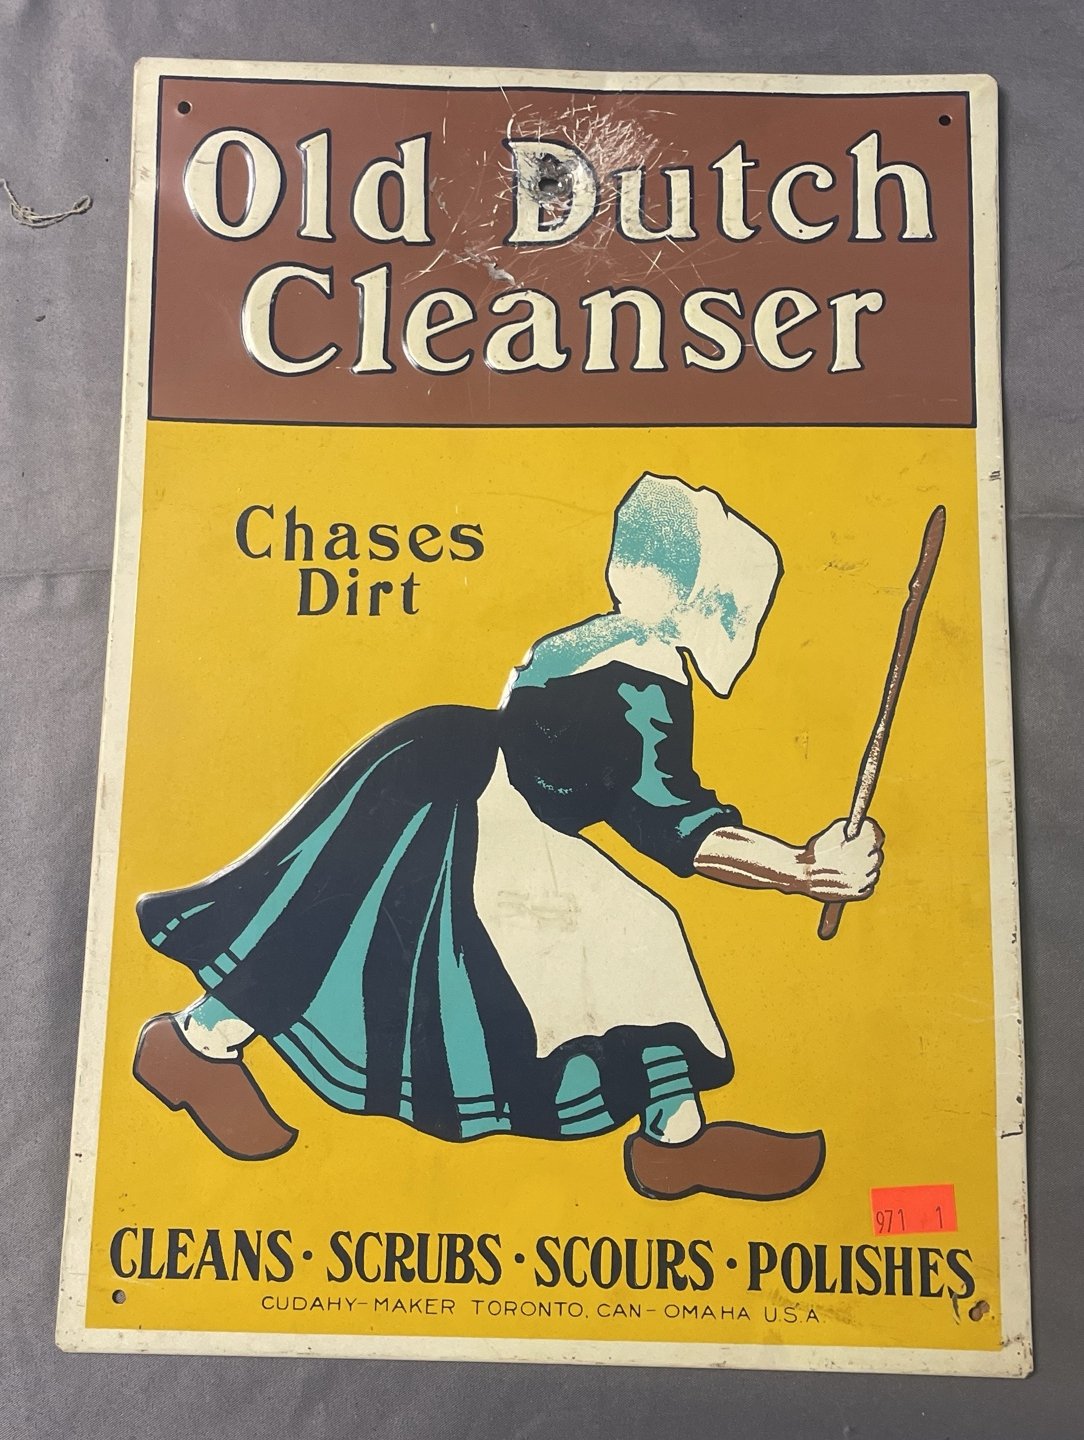 Old Dutch
Cleanser
Chases
Dirt
971 1
CLEANS · SCRUBS · SCOURS · POLISHES
CUDAHY-MAKER TORONTO, CAN- OMAHA U.S.A.